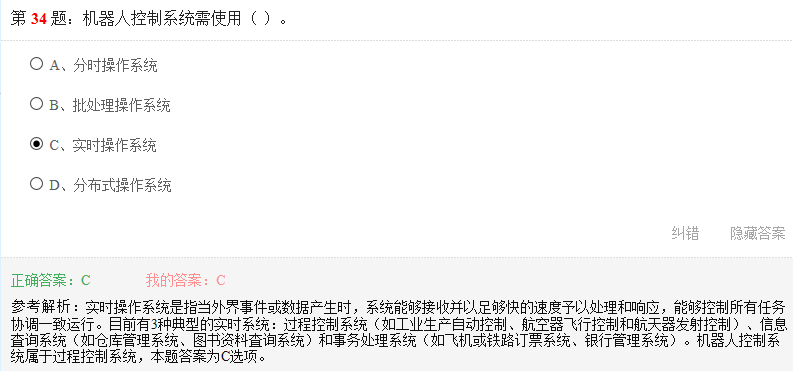 第 34 题：机器人控制系统需使用（ ）。
A、分时操作系统
B、批处理操作系统
C、实时操作系统
D、分布式操作系统
纠错 隐藏答案
正确答案：C 我的答案：C
参考解析：实时操作系统是指当外界事件或数据产生时，系统能够接收并以足够快的速度予以处理和响应，能够控制所有任务
协调一致运行。目前有3种典型的实时系统：过程控制系统（如工业生产自动控制、航空器飞行控制和航天器发射控制）、信息
查询系统（如仓库管理系统、图书资料查询系统）和事务处理系统（如飞机或铁路订票系统、银行管理系统）。机器人控制系
统属于过程控制系统，本题答案为C选项。